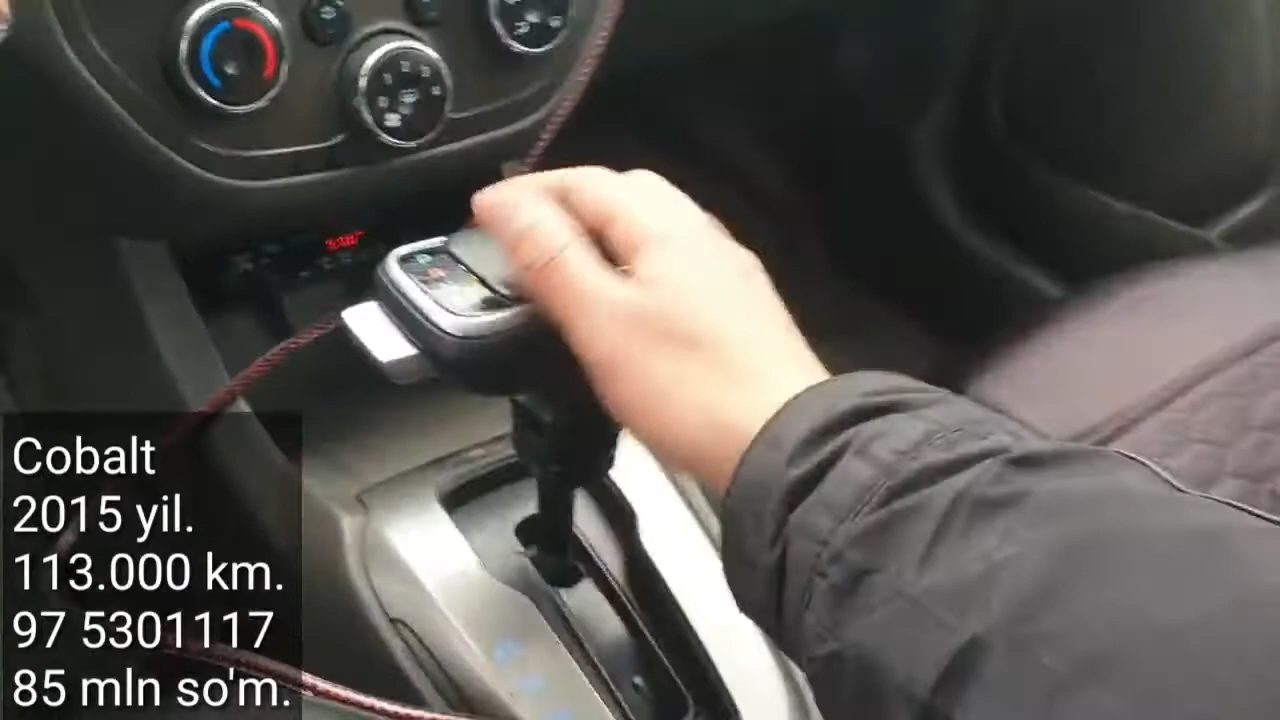 Cobalt
2015 yil.
113.000 km.
97 5301117
85 mln so'm.